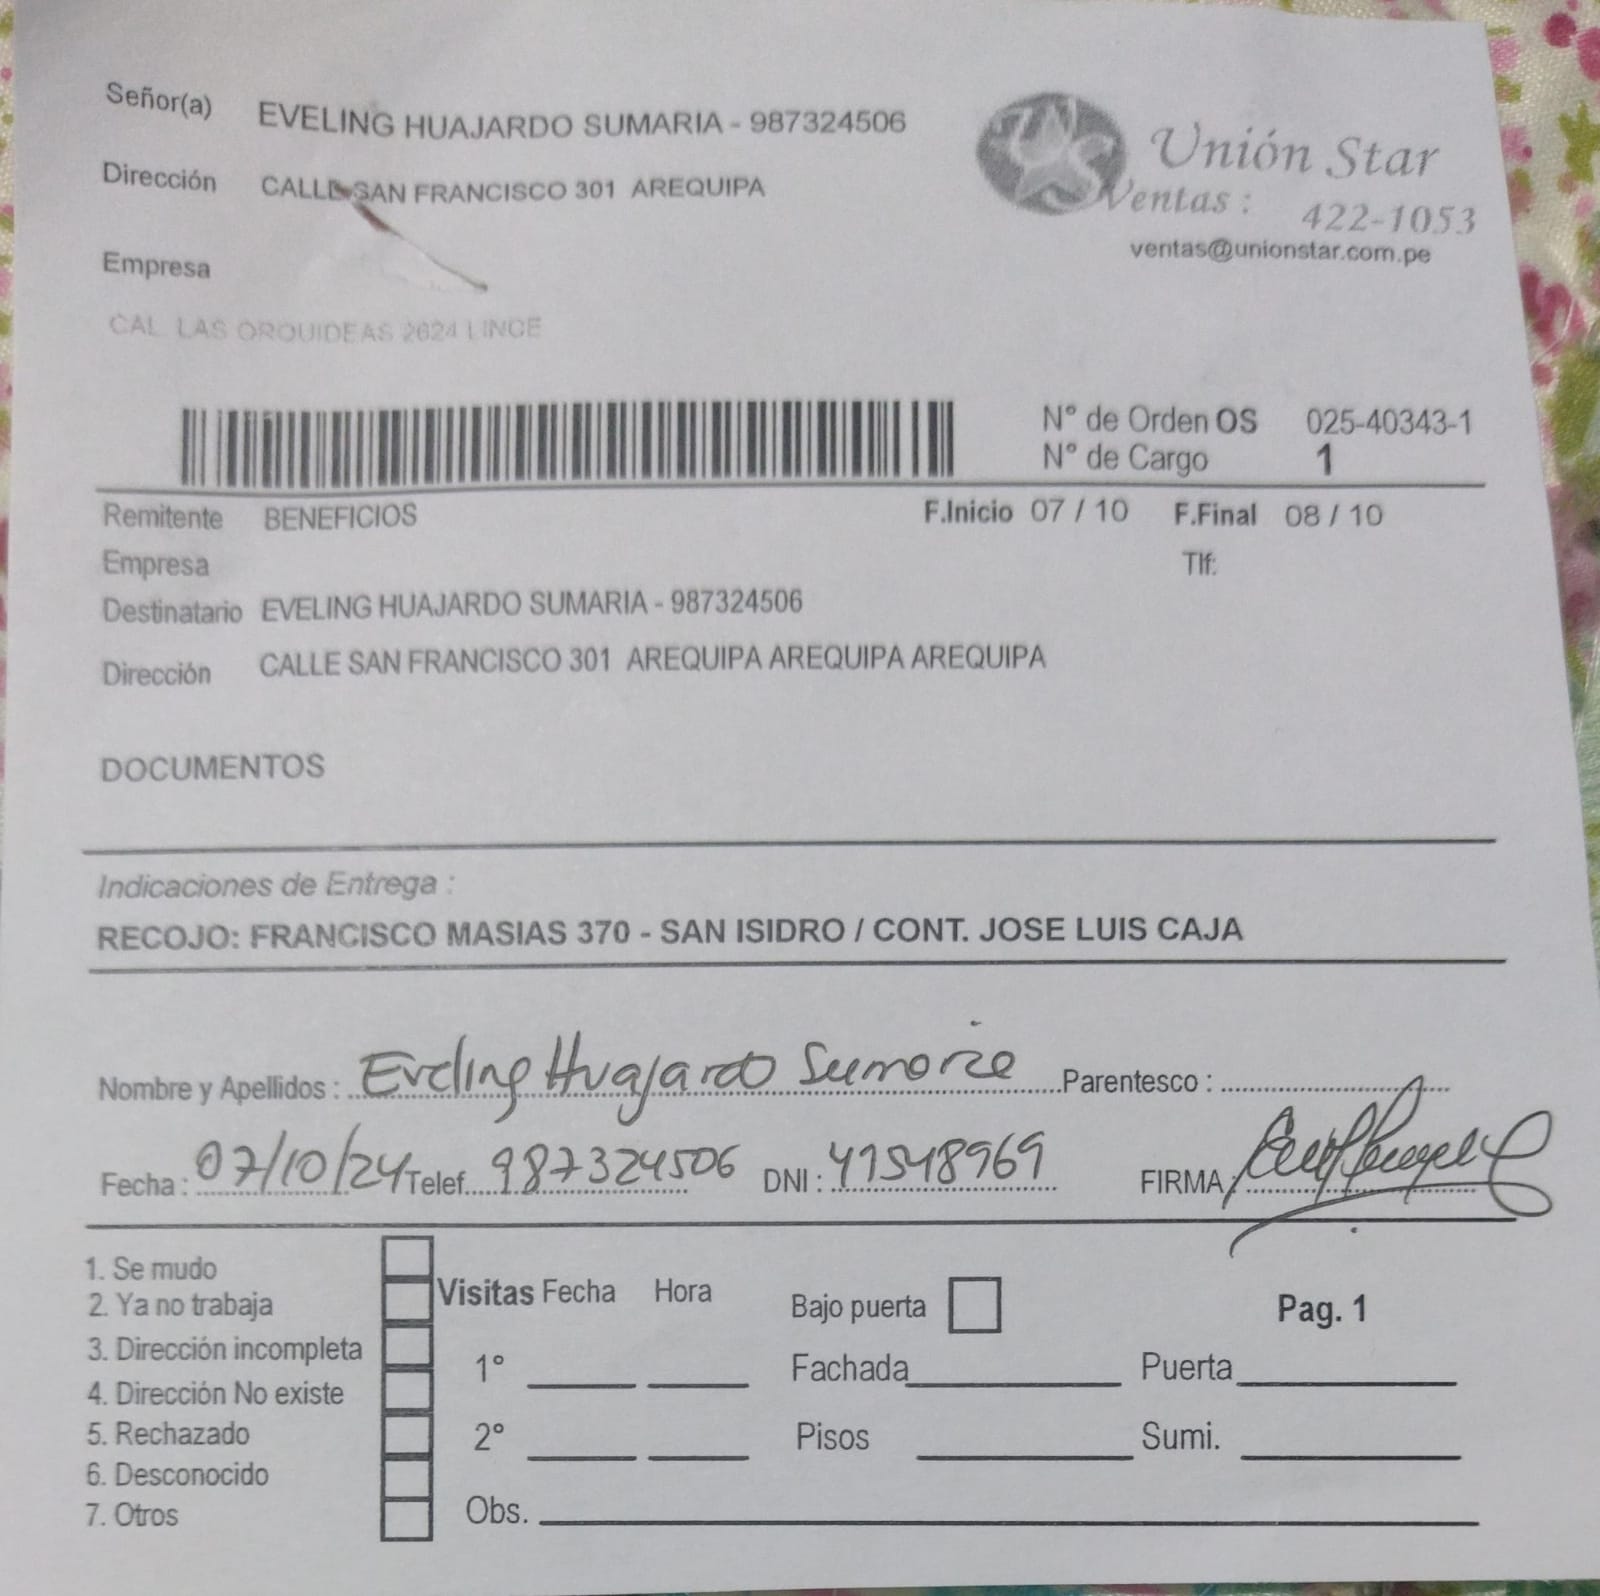 Señor(a) EVELING HUAJARDO SUMARIA - 987324506
Unión Star
Dirección CALLE SAN FRANCISCO 301 AREQUIPA
Ventas : 422-1053
ventas@unionstar.com.pe
Empresa
CAL LAS ORQUIDEAS 2624 LINCE
N° de Orden OS 025-40343-1
N° de Cargo 1
Remitente BENEFICIOS F.Inicio 07 / 10 F.Final 08 / 10
Empresa Tlf:
Destinatario EVELING HUAJARDO SUMARIA - 987324506
Dirección CALLE SAN FRANCISCO 301 AREQUIPA AREQUIPA AREQUIPA
DOCUMENTOS
Indicaciones de Entrega :
RECOJO: FRANCISCO MASIAS 370 - SAN ISIDRO / CONT. JOSE LUIS CAJA
Nombre y Apellidos : Eveling Huajardo Sumaria Parentesco :
Fecha : 07/10/24 Telef. 987324506 DNI : 41548969 FIRMA
1. Se mudo
2. Ya no trabaja
3. Dirección incompleta
4. Dirección No existe
5. Rechazado
6. Desconocido
7. Otros
Visitas Fecha Hora Bajo puerta Pag. 1
1° Fachada Puerta
2° Pisos Sumi.
Obs.